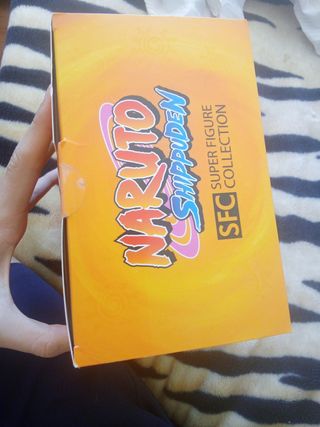 NARUTO
SHIPPUDEN
SFC SUPER FIGURE
COLLECTION